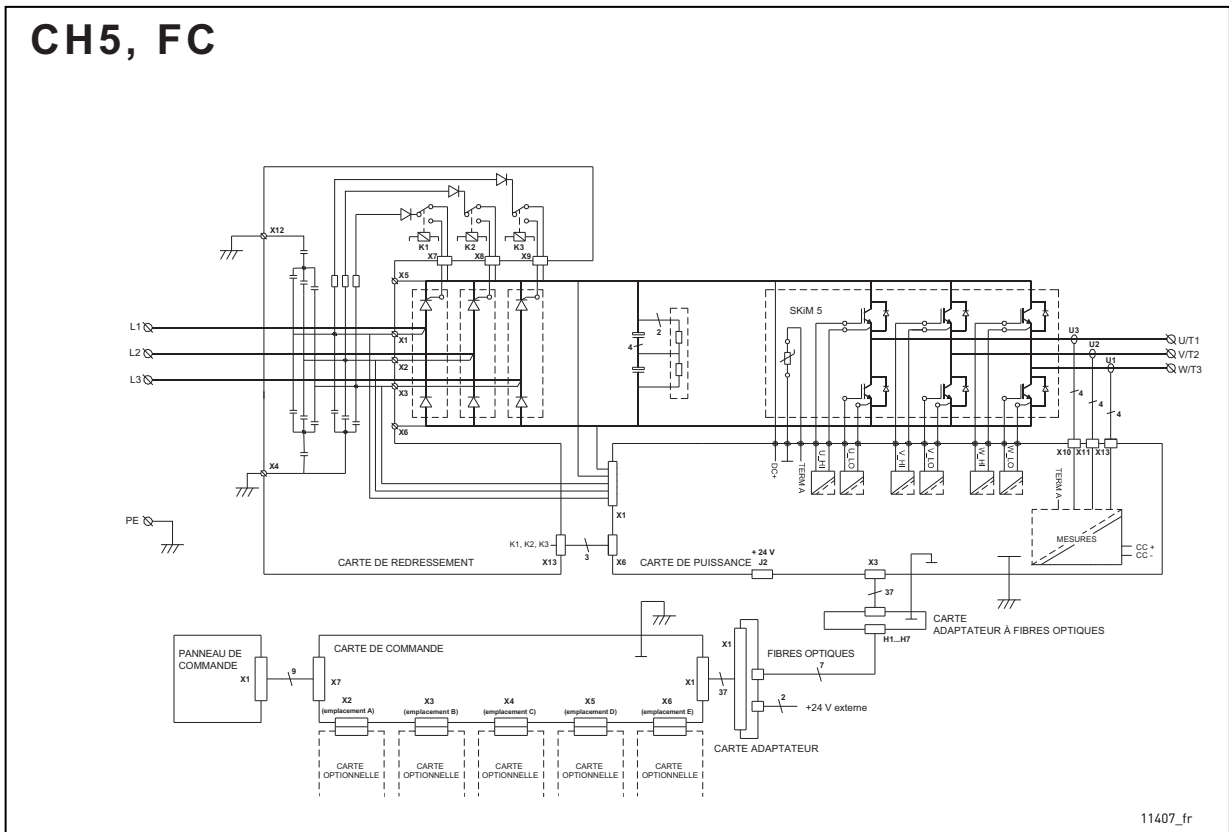 CH5, FC
X12
K1
K2
K3
X7
X8
X9
X5
L1
L2
L3
X1
X2
X3
X6
X4
PE
2
4
SKiM 5
U3
U2
U1
U/T1
V/T2
W/T3
4
4
4
X10
X11
X13
DC+
TERM A
U_HI
U_LO
V_HI
V_LO
W_HI
W_LO
TERM A
MESURES
CC +
CC -
X1
K1, K2, K3
3
X13
X6
CARTE DE REDRESSEMENT
CARTE DE PUISSANCE
+ 24 V
J2
X3
37
CARTE
ADAPTATEUR À FIBRES OPTIQUES
H1...H7
PANNEAU DE
COMMANDE
X1
9
X7
CARTE DE COMMANDE
X1
37
X1
FIBRES OPTIQUES
7
2
+24 V externe
CARTE ADAPTATEUR
X2
(emplacement A)
X3
(emplacement B)
X4
(emplacement C)
X5
(emplacement D)
X6
(emplacement E)
CARTE
OPTIONNELLE
CARTE
OPTIONNELLE
CARTE
OPTIONNELLE
CARTE
OPTIONNELLE
CARTE
OPTIONNELLE
11407_fr